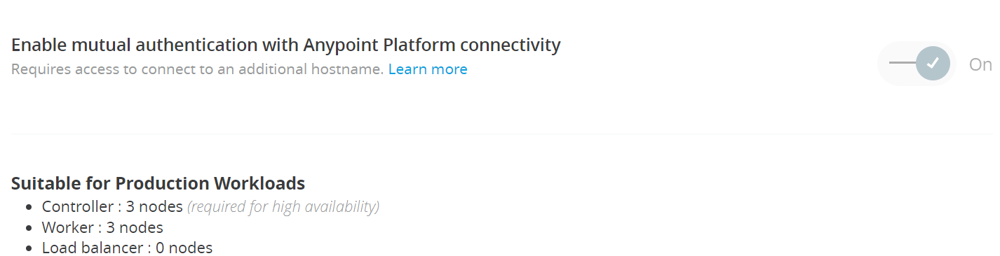 Enable mutual authentication with Anypoint Platform connectivity
Requires access to connect to an additional hostname. Learn more
On
Suitable for Production Workloads
• Controller : 3 nodes (required for high availability)
• Worker : 3 nodes
• Load balancer : 0 nodes